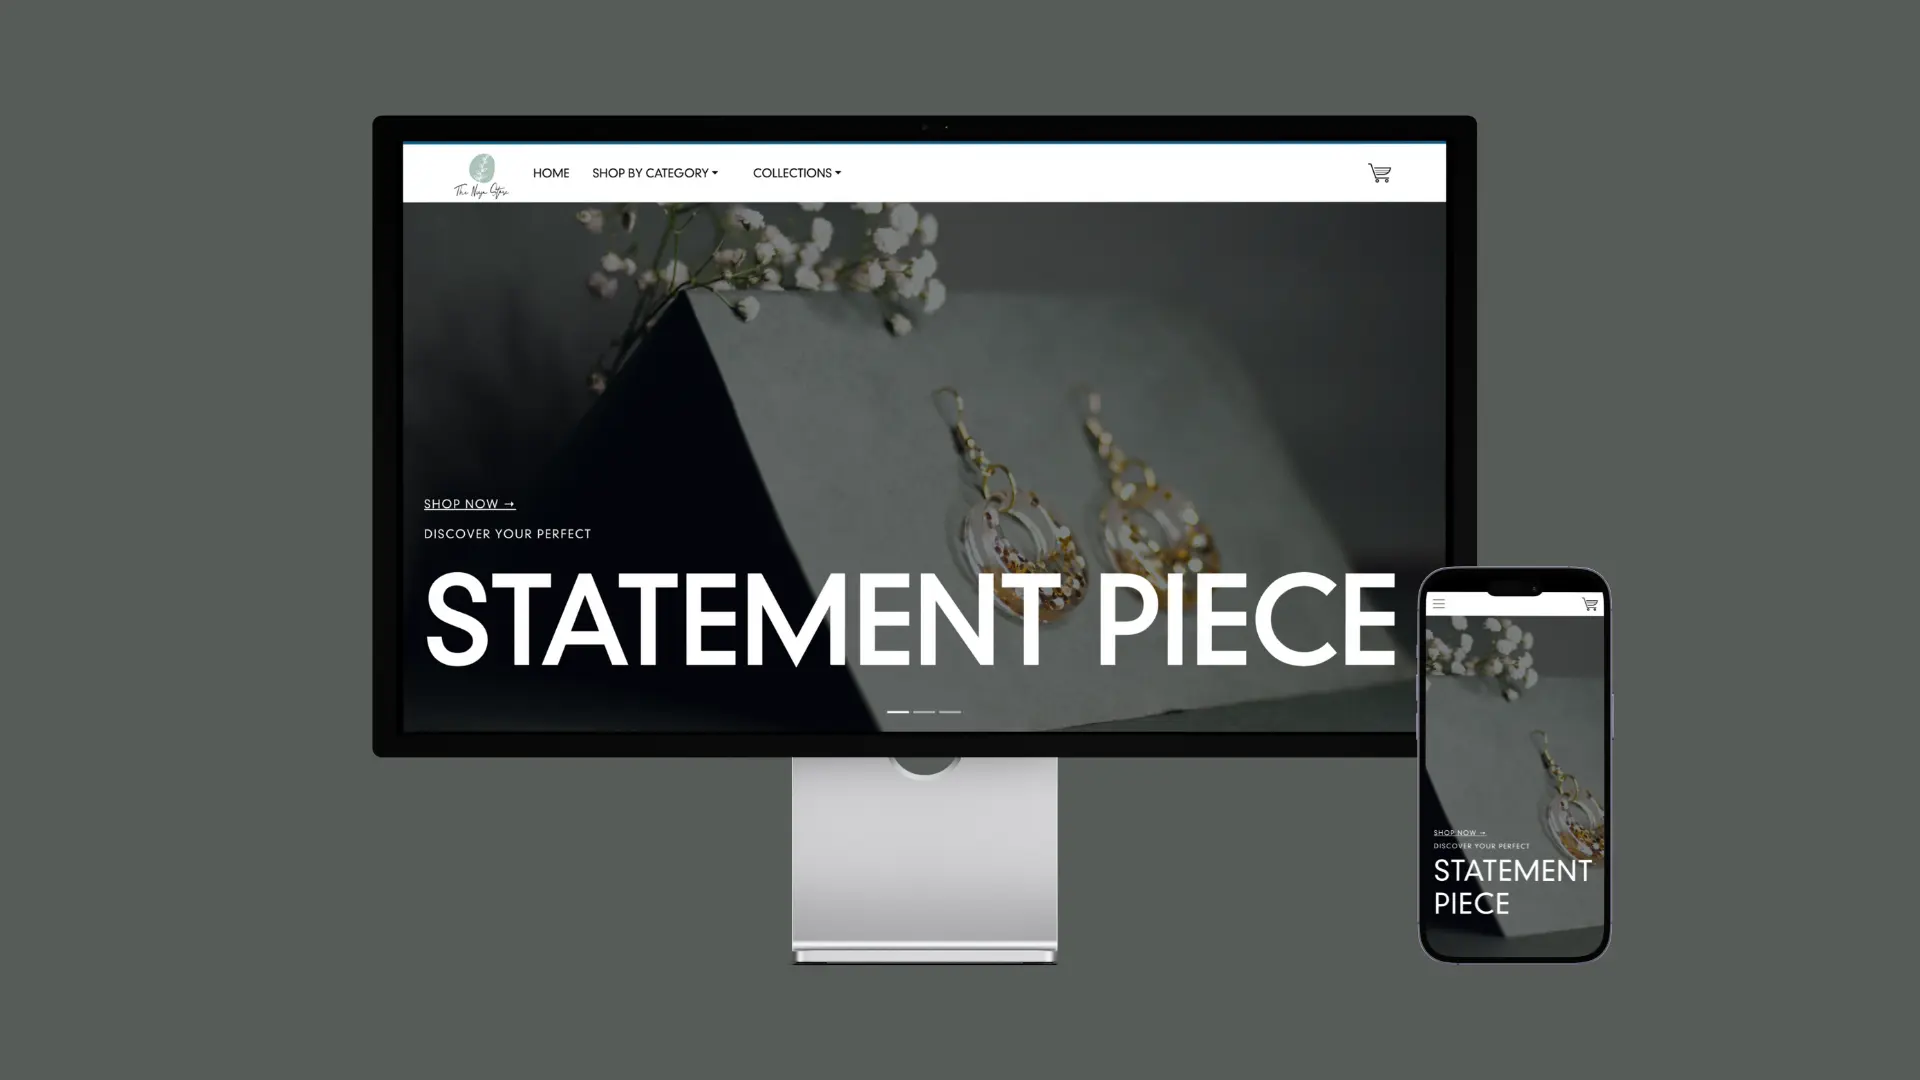 The Niya Store
HOME
SHOP BY CATEGORY
COLLECTIONS
SHOP NOW →
DISCOVER YOUR PERFECT
STATEMENT PIECE
SHOP NOW →
DISCOVER YOUR PERFECT
STATEMENT
PIECE